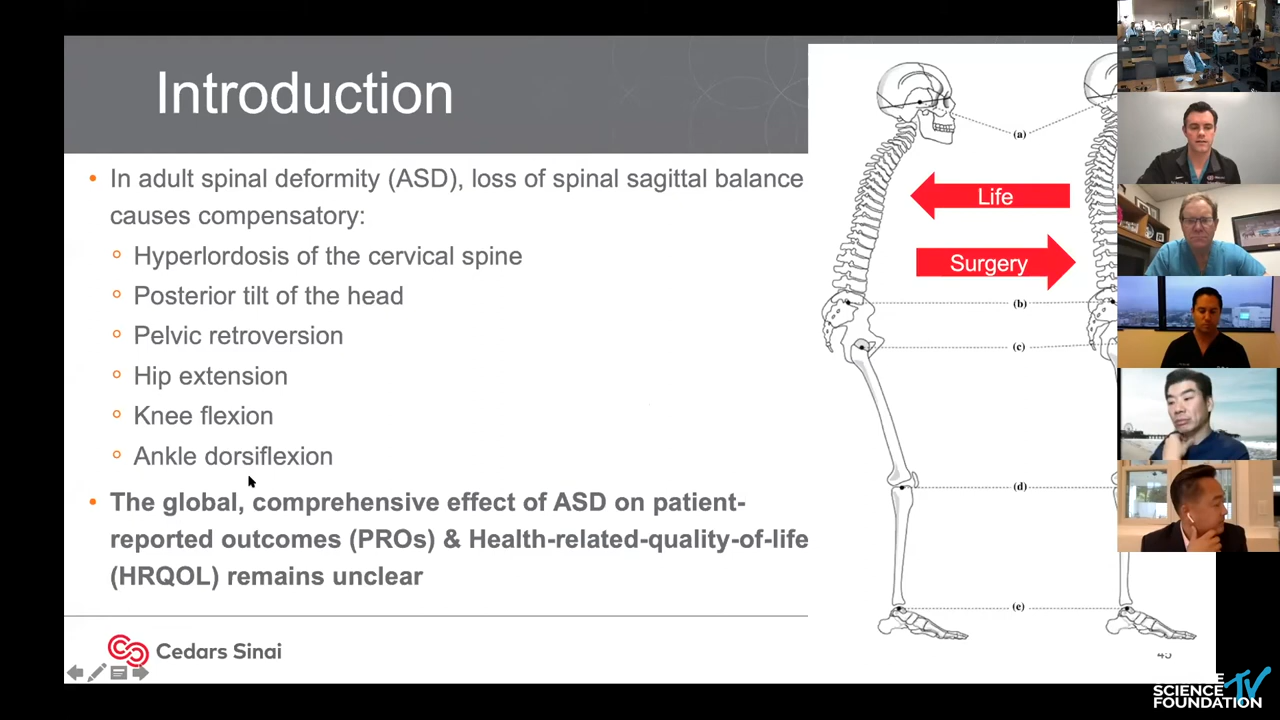 Introduction
• In adult spinal deformity (ASD), loss of spinal sagittal balance
causes compensatory:
Hyperlordosis of the cervical spine
Posterior tilt of the head
Pelvic retroversion
Hip extension
Knee flexion
Ankle dorsiflexion
• The global, comprehensive effect of ASD on patient-
reported outcomes (PROs) & Health-related-quality-of-life
(HRQOL) remains unclear
(a)
Life
Surgery
(b)
(c)
(d)
(e)
Cedars Sinai
SCIENCE
FOUNDATION
TV